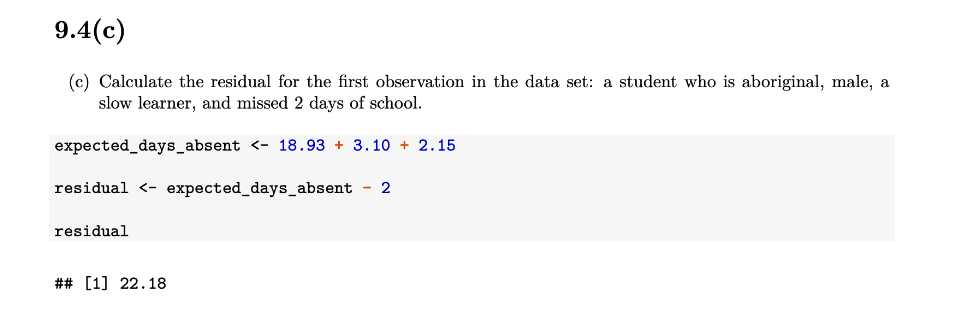 9.4(c)
(c) Calculate the residual for the first observation in the data set: a student who is aboriginal, male, a
slow learner, and missed 2 days of school.
expected_days_absent <- 18.93 + 3.10 + 2.15
residual <- expected_days_absent - 2
residual
## [1] 22.18